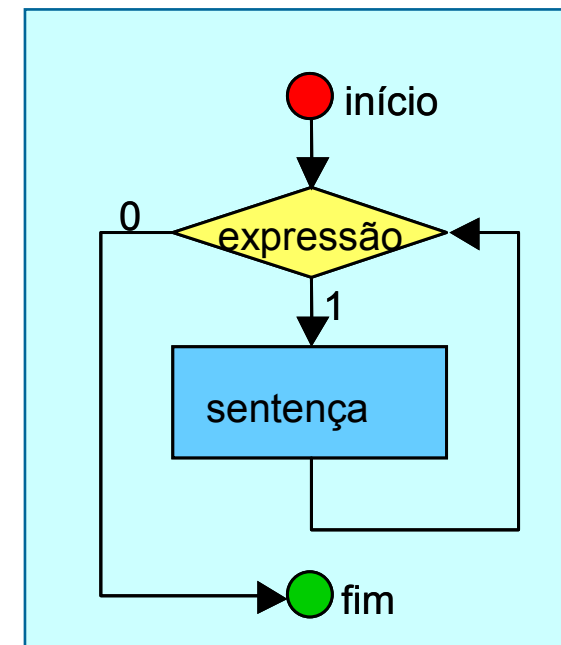 início
0
expressão
1
sentença
fim